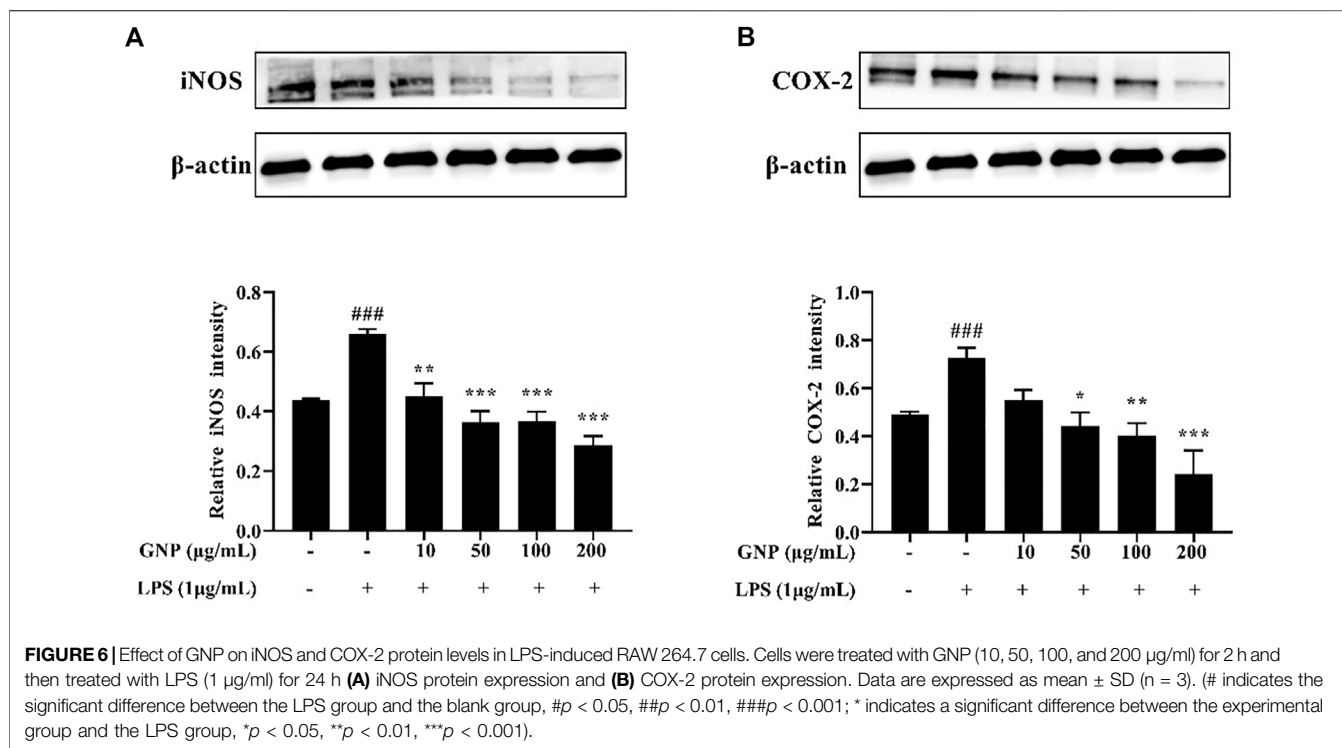 A
iNOS
β-actin
Relative iNOS intensity
0.8
0.6
0.4
0.2
0.0
###
**
***
***
***
GNP (μg/mL) - - 10 50 100 200
LPS (1μg/mL) - + + + + +
B
COX-2
β-actin
Relative COX-2 intensity
1.0
0.8
0.6
0.4
0.2
0.0
###
*
**
***
GNP (μg/mL) - - 10 50 100 200
LPS (1μg/mL) - + + + + +
FIGURE 6 | Effect of GNP on iNOS and COX-2 protein levels in LPS-induced RAW 264.7 cells. Cells were treated with GNP (10, 50, 100, and 200 μg/ml) for 2 h and
then treated with LPS (1 μg/ml) for 24 h (A) iNOS protein expression and (B) COX-2 protein expression. Data are expressed as mean ± SD (n = 3). (# indicates the
significant difference between the LPS group and the blank group, #p < 0.05, ##p < 0.01, ###p < 0.001; * indicates a significant difference between the experimental
group and the LPS group, *p < 0.05, **p < 0.01, ***p < 0.001).